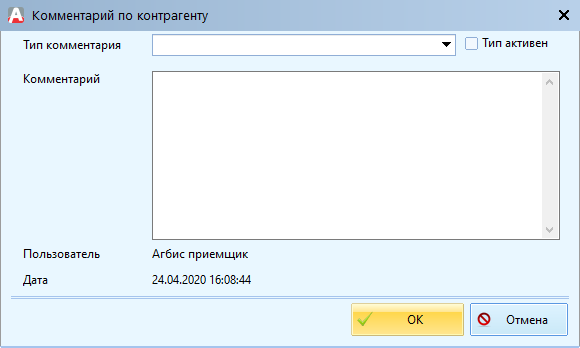 Комментарий по контрагенту
Тип комментария
Тип активен
Комментарий
Пользователь Агбис приемщик
Дата 24.04.2020 16:08:44
ОК Отмена